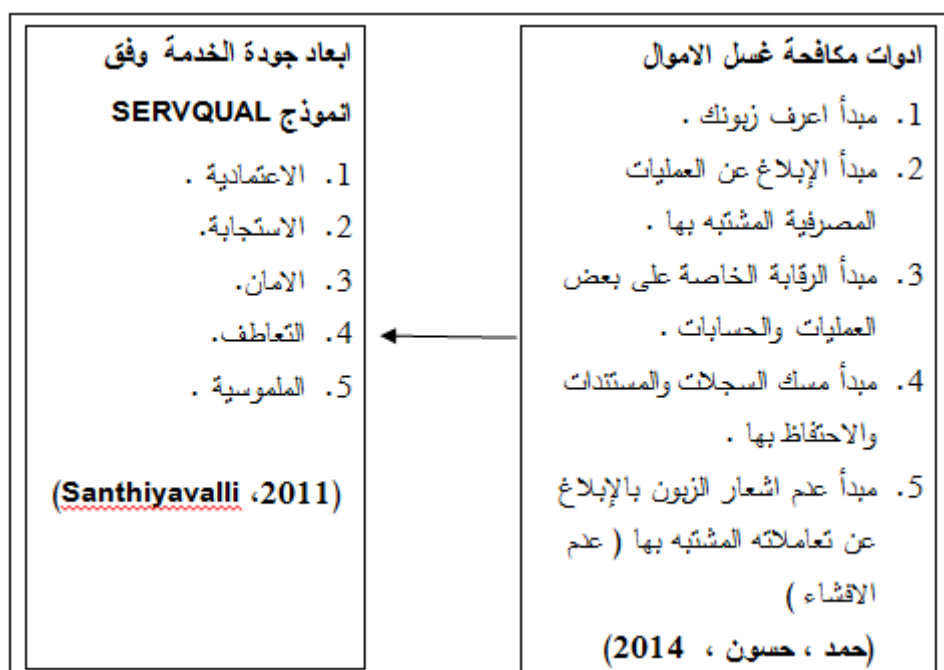 ادوات مكافحة غسل الاموال
1. مبدأ اعرف زبونك .
2. مبدأ الإبلاغ عن العمليات
المصرفية المشتبه بها .
3. مبدأ الرقابة الخاصة على بعض
العمليات والحسابات .
4. مبدأ مسك السجلات والمستندات
والاحتفاظ بها .
5. مبدأ عدم اشعار الزبون بالإبلاغ
عن تعاملاته المشتبه بها ( عدم
الافشاء )
(حمد ، حسون ، 2014)
ابعاد جودة الخدمة وفق
انموذج SERVQUAL
1. الاعتمادية .
2. الاستجابة.
3. الامان.
4. التعاطف.
5. الملموسية .
(Santhiyavalli ،2011)